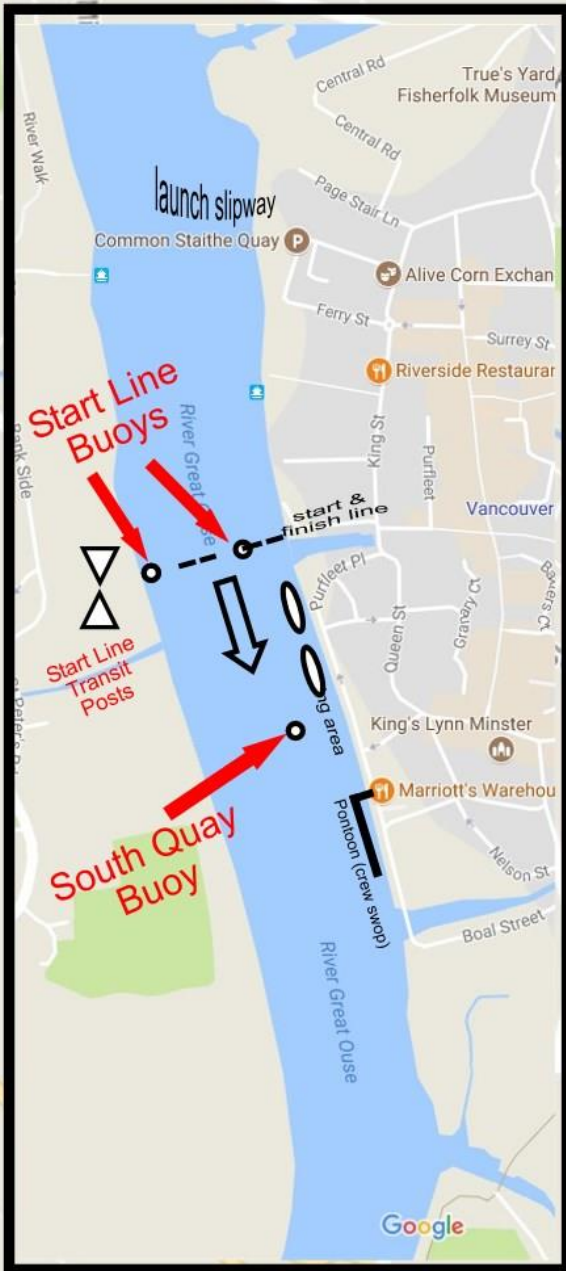 Central Rd
True's Yard
Fisherfolk Museum
Central Rd
River Walk
launch slipway
Page Stair Ln
Common Staithe Quay
P
Alive Corn Exchan
Ferry St
Surrey St
Riverside Restaurar
Start Line
Buoys
River Great Ouse
King St
Purfleet
Bank Side
start &
finish line
Vancouver
Purfleet Pl
Queen St
Granary Ct
Start Line
Transit
Posts
ng area
King's Lynn Minster
South Quay
Buoy
Marriott's Warehou
Pontoon (crew swop)
Nelson St
Boal Street
River Great Ouse
Google